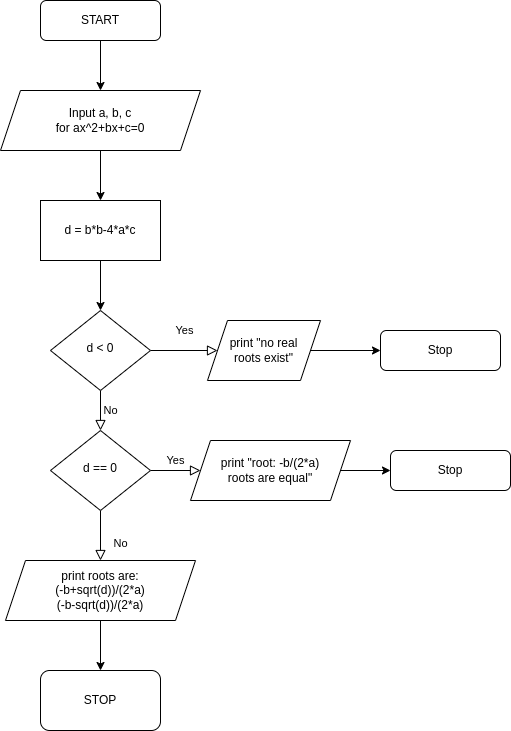 START
Input a, b, c
for ax^2+bx+c=0
d = b*b-4*a*c
d < 0
Yes
print "no real
roots exist"
Stop
No
d == 0
Yes
print "root: -b/(2*a)
roots are equal"
Stop
No
print roots are:
(-b+sqrt(d))/(2*a)
(-b-sqrt(d))/(2*a)
STOP